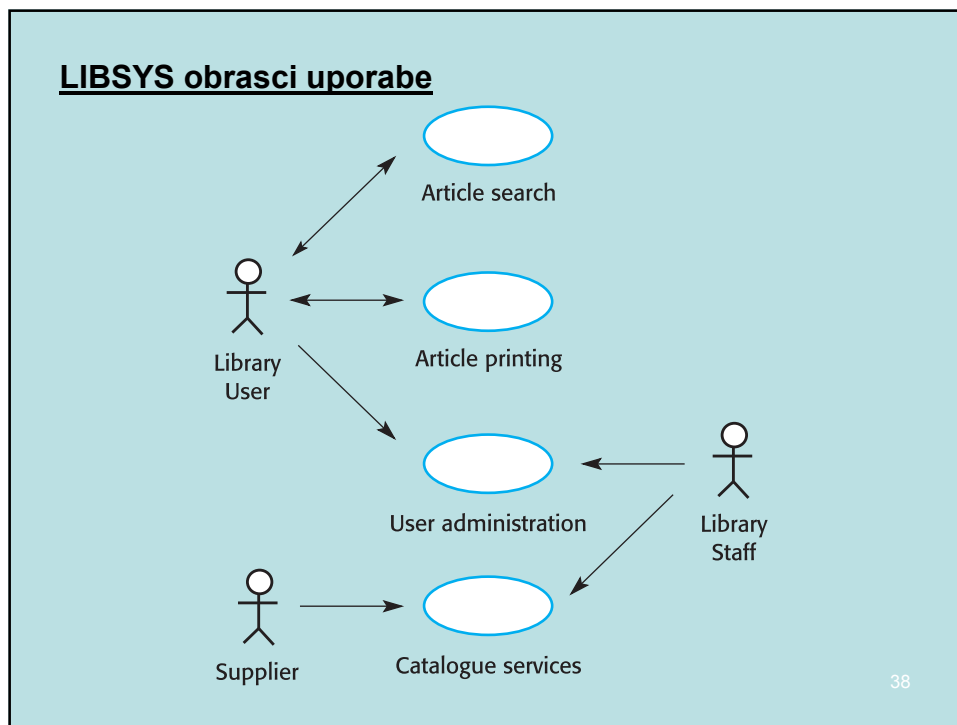 LIBSYS obrasci uporabe
Article search
Library
User
Article printing
User administration
Library
Staff
Supplier
Catalogue services
38